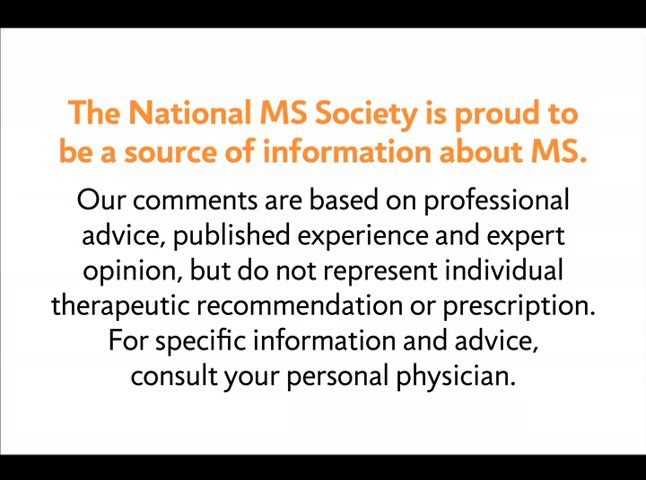 The National MS Society is proud to
be a source of information about MS.
Our comments are based on professional
advice, published experience and expert
opinion, but do not represent individual
therapeutic recommendation or prescription.
For specific information and advice,
consult your personal physician.